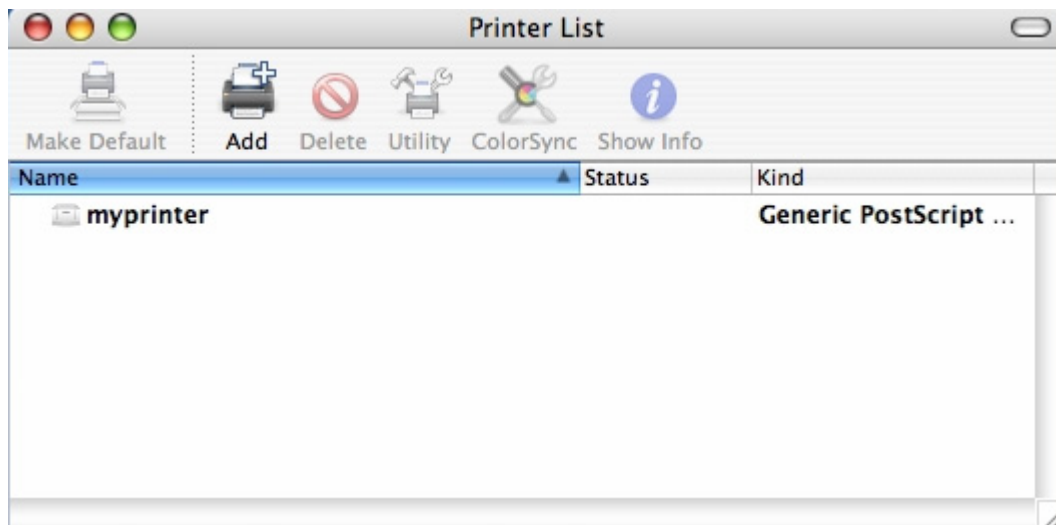 Printer List
Make Default Add Delete Utility ColorSync Show Info
Name Status Kind
myprinter Generic PostScript ...